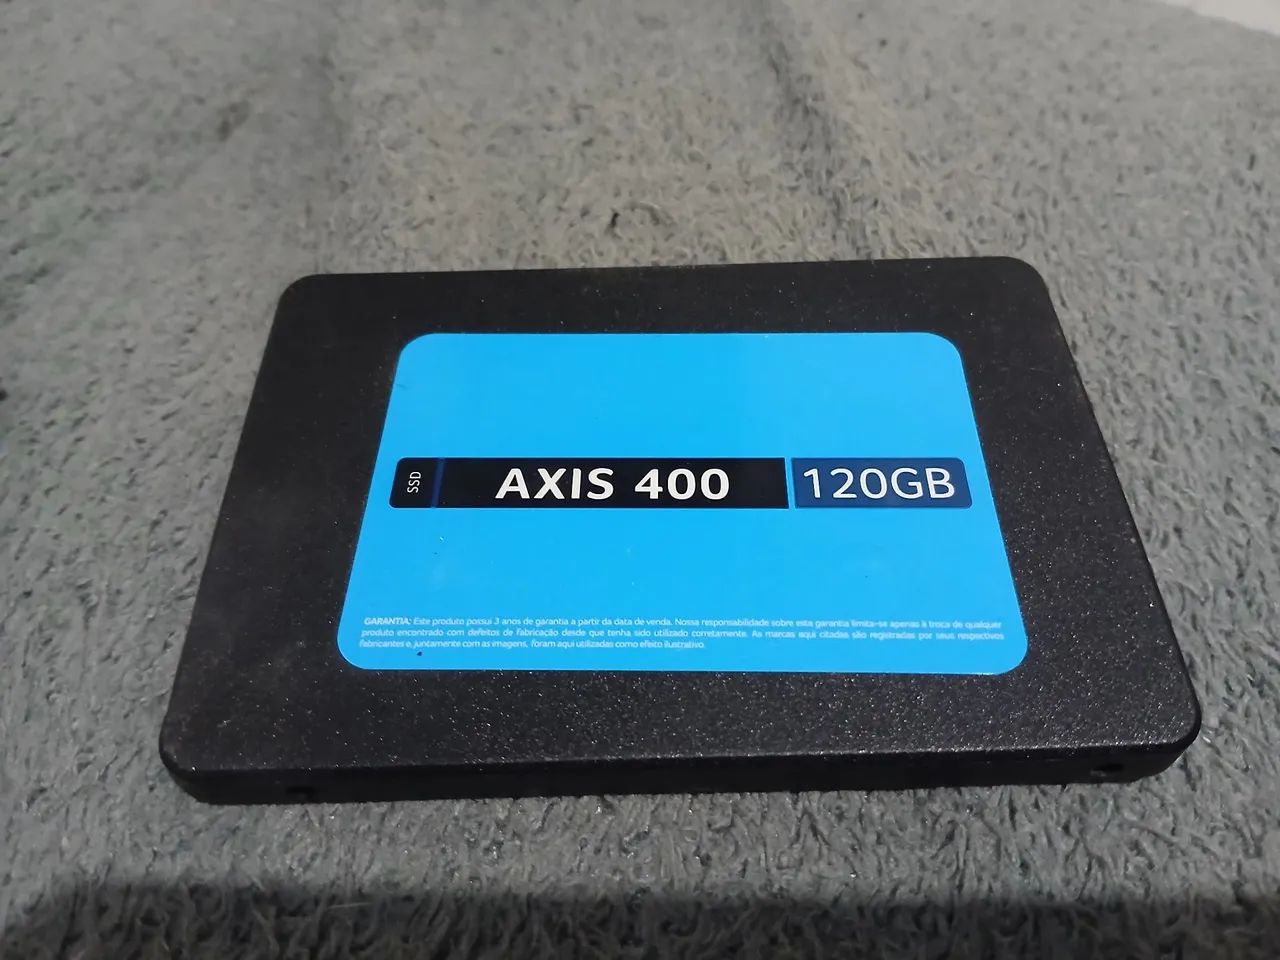 SSD AXIS 400 120GB
GARANTIA: Este produto possui 3 anos de garantia a partir da data de venda. Nossa responsabilidade sobre esta garantia limita-se apenas à troca de qualquer
produto encontrado com defeitos de fabricação desde que tenha sido utilizado corretamente. As marcas aqui citadas são registradas por seus respectivos
fabricantes e, juntamente com as imagens, foram aqui utilizadas como efeito ilustrativo.